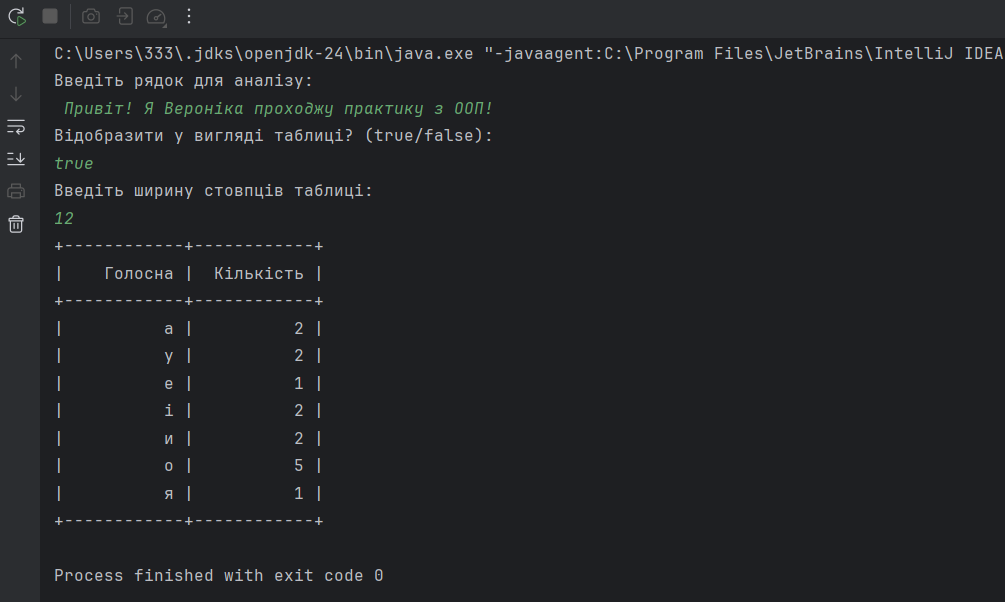 C:\Users\333\.jdks\openjdk-24\bin\java.exe "-javaagent:C:\Program Files\JetBrains\IntelliJ IDEA
Введіть рядок для аналізу:
Привіт! Я Вероніка проходжу практику з ООП!
Відобразити у вигляді таблиці? (true/false):
true
Введіть ширину стовпців таблиці:
12
+------------+------------+
|    Голосна |  Кількість |
+------------+------------+
|          а |          2 |
|          у |          2 |
|          е |          1 |
|          і |          2 |
|          и |          2 |
|          о |          5 |
|          я |          1 |
+------------+------------+
Process finished with exit code 0